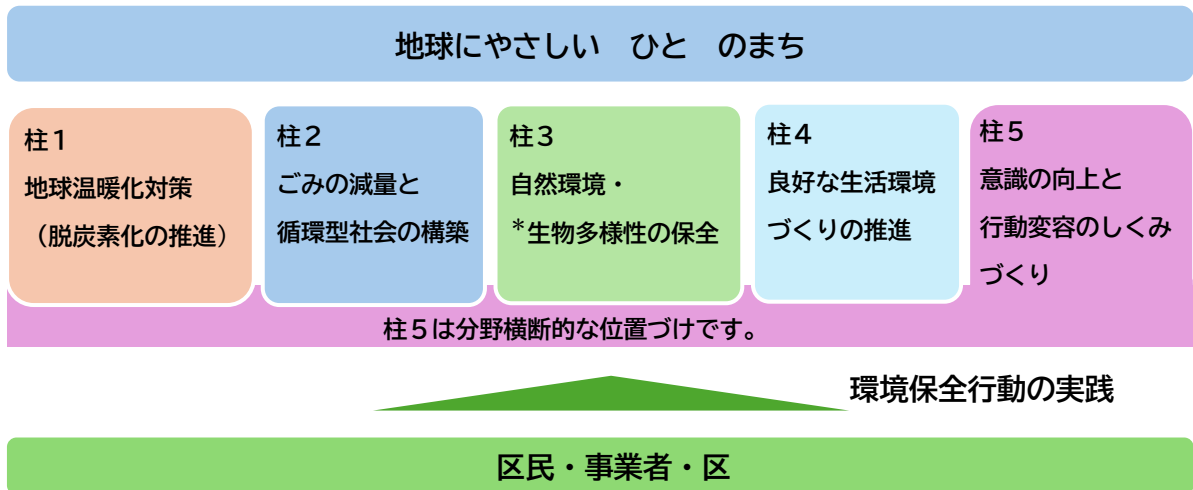 地球にやさしい　ひと　のまち
柱１
地球温暖化対策
（脱炭素化の推進）
柱２
ごみの減量と
循環型社会の構築
柱３
自然環境・
*生物多様性の保全
柱４
良好な生活環境
づくりの推進
柱５
意識の向上と
行動変容のしくみ
づくり
柱５は分野横断的な位置づけです。
環境保全行動の実践
区民・事業者・区